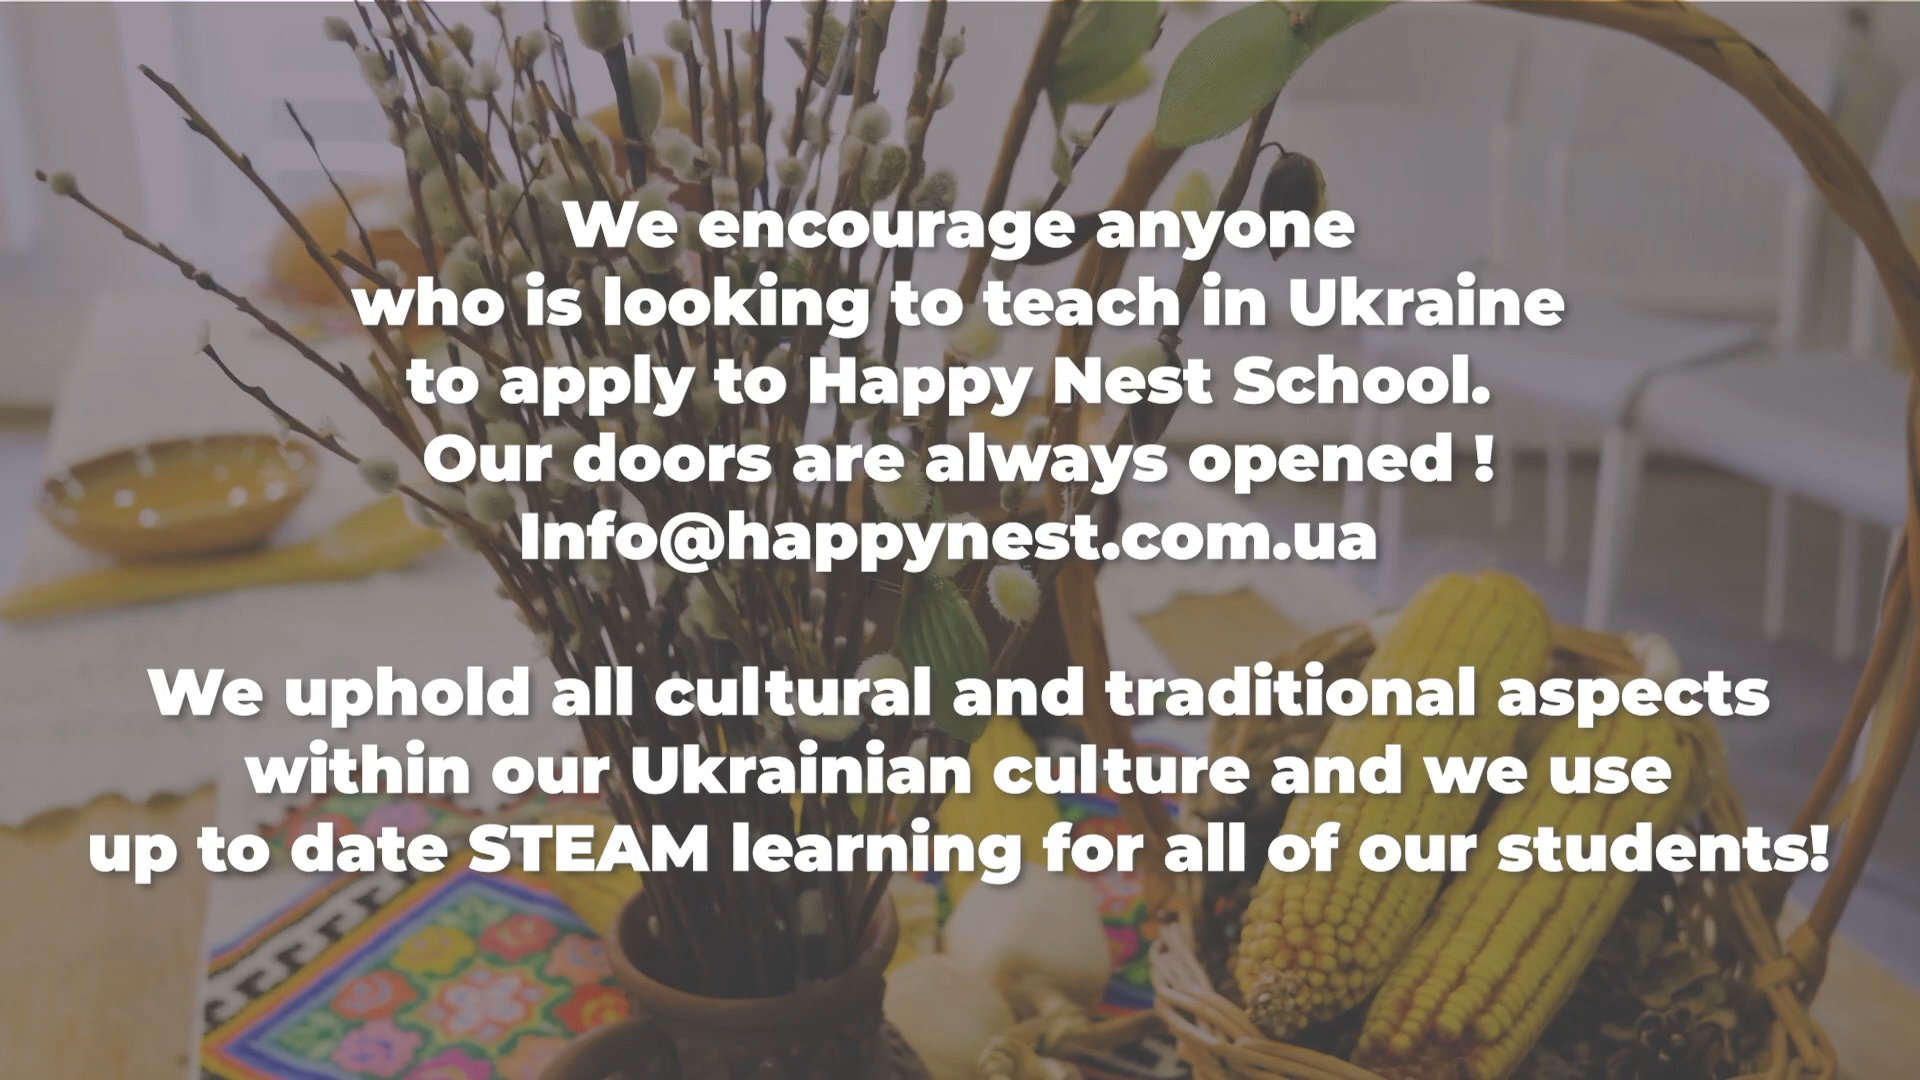 We encourage anyone
who is looking to teach in Ukraine
to apply to Happy Nest School.
Our doors are always opened !
Info@happynest.com.ua
We uphold all cultural and traditional aspects
within our Ukrainian culture and we use
up to date STEAM learning for all of our students!